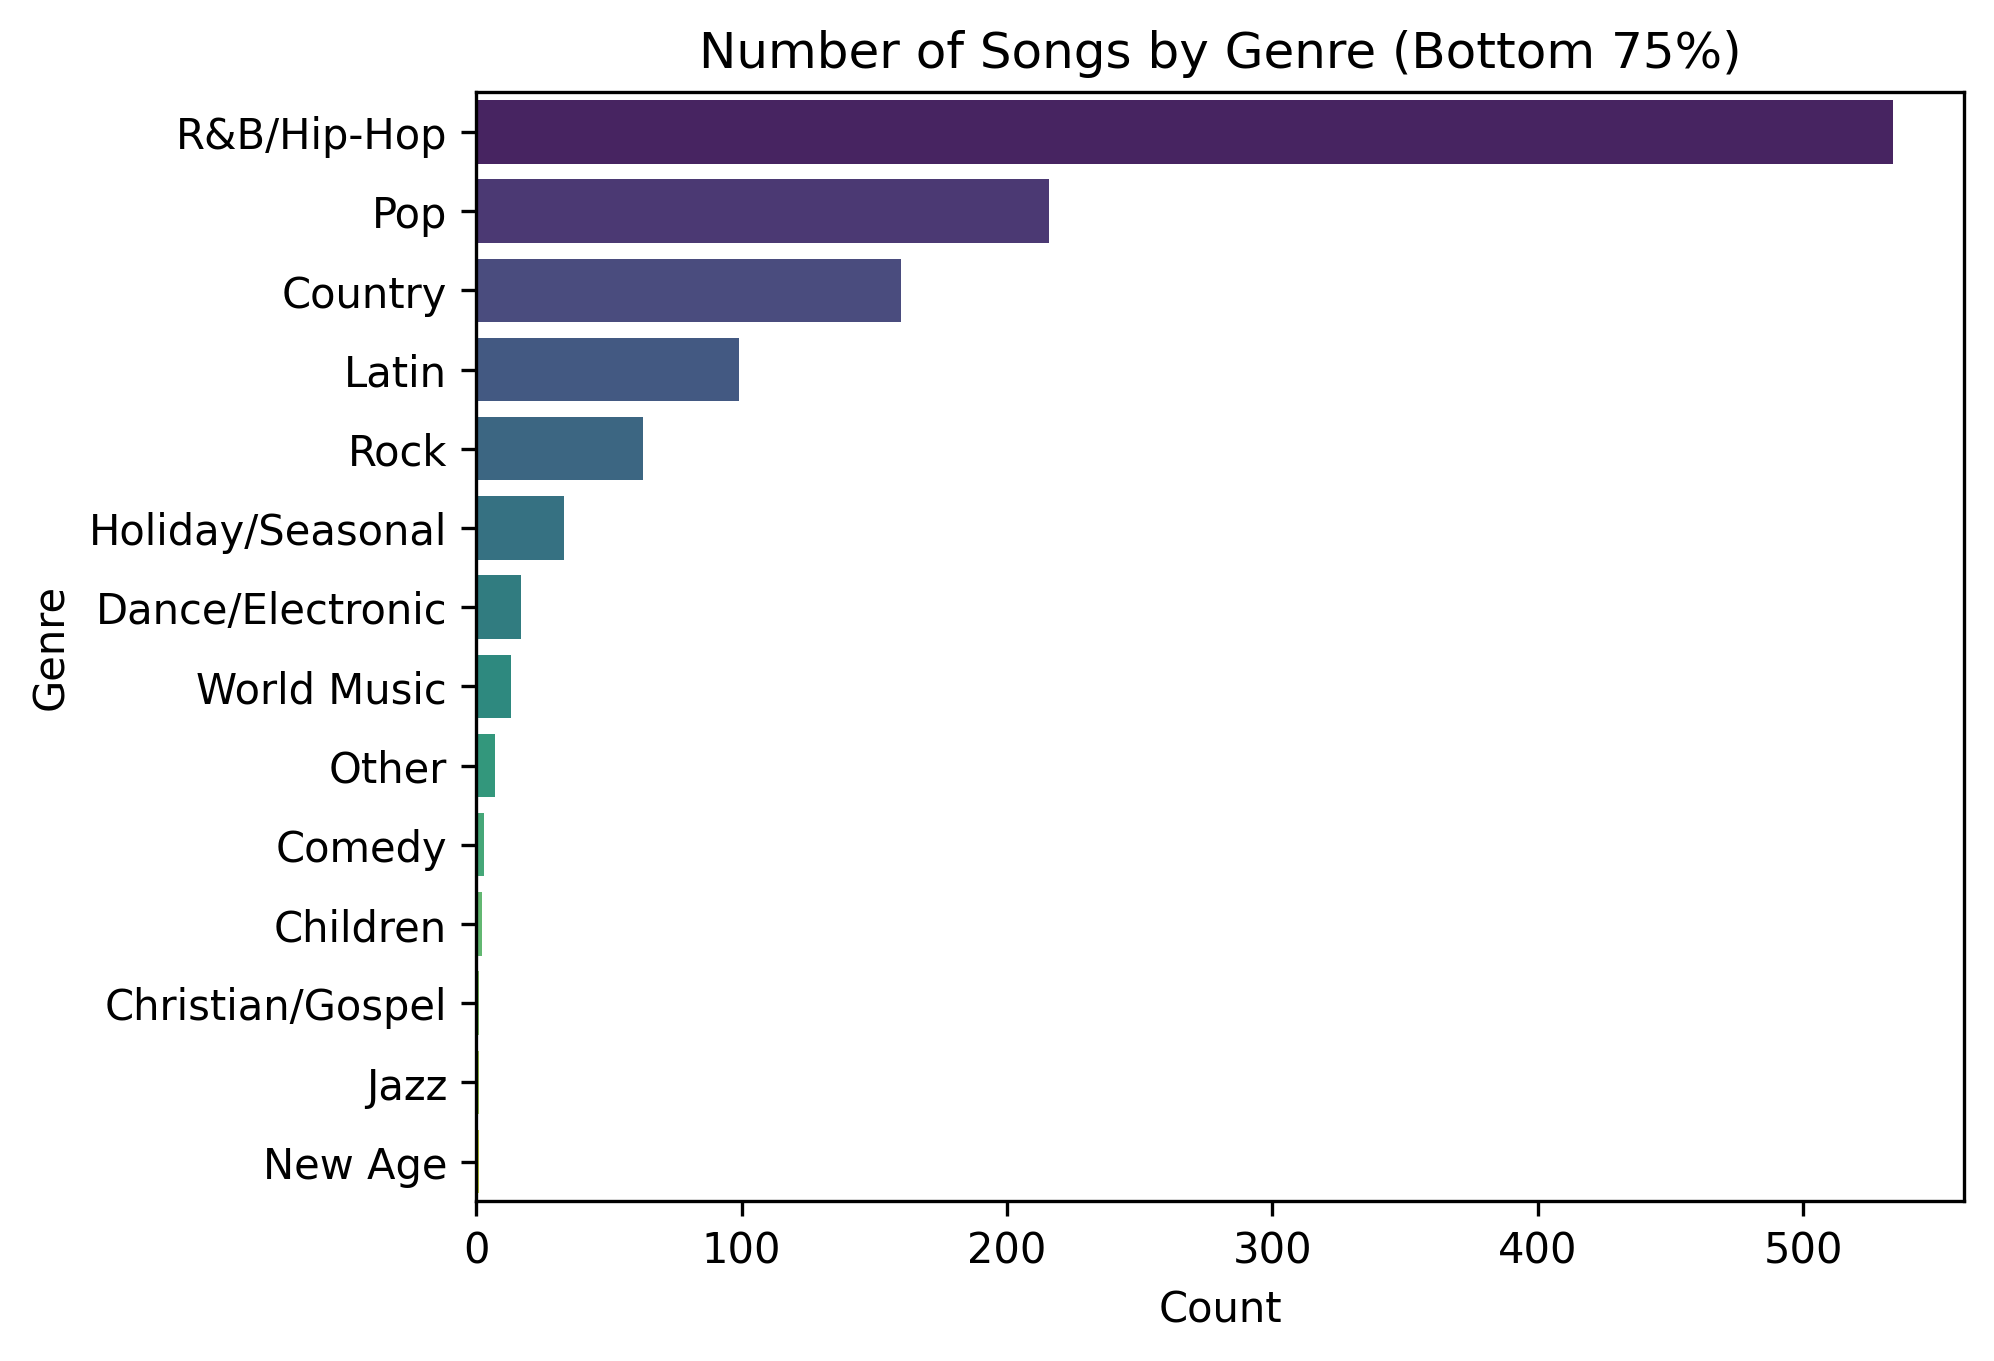 Number of Songs by Genre (Bottom 75%)
R&B/Hip-Hop
Pop
Country
Latin
Rock
Holiday/Seasonal
Dance/Electronic
World Music
Other
Comedy
Children
Christian/Gospel
Jazz
New Age
Genre
0 100 200 300 400 500
Count